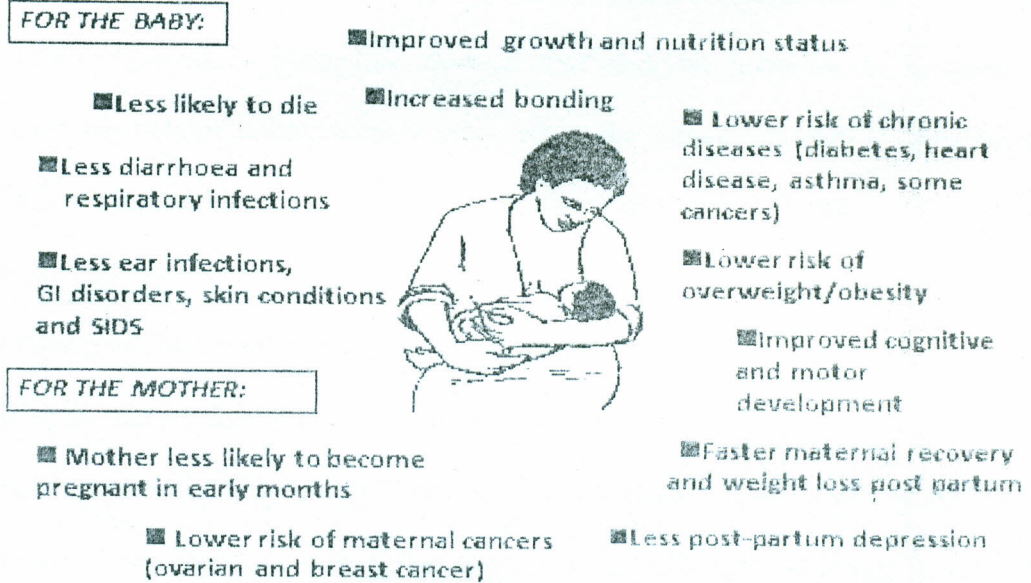 FOR THE BABY:
Improved growth and nutrition status
Less likely to die
Increased bonding
Less diarrhoea and
respiratory infections
Less ear infections,
GI disorders, skin conditions
and SIDS
Lower risk of chronic
diseases (diabetes, heart
disease, asthma, some
cancers)
Lower risk of
overweight/obesity
Improved cognitive
and motor
development
FOR THE MOTHER:
Mother less likely to become
pregnant in early months
Faster maternal recovery
and weight loss post partum
Lower risk of maternal cancers
(ovarian and breast cancer)
Less post-partum depression